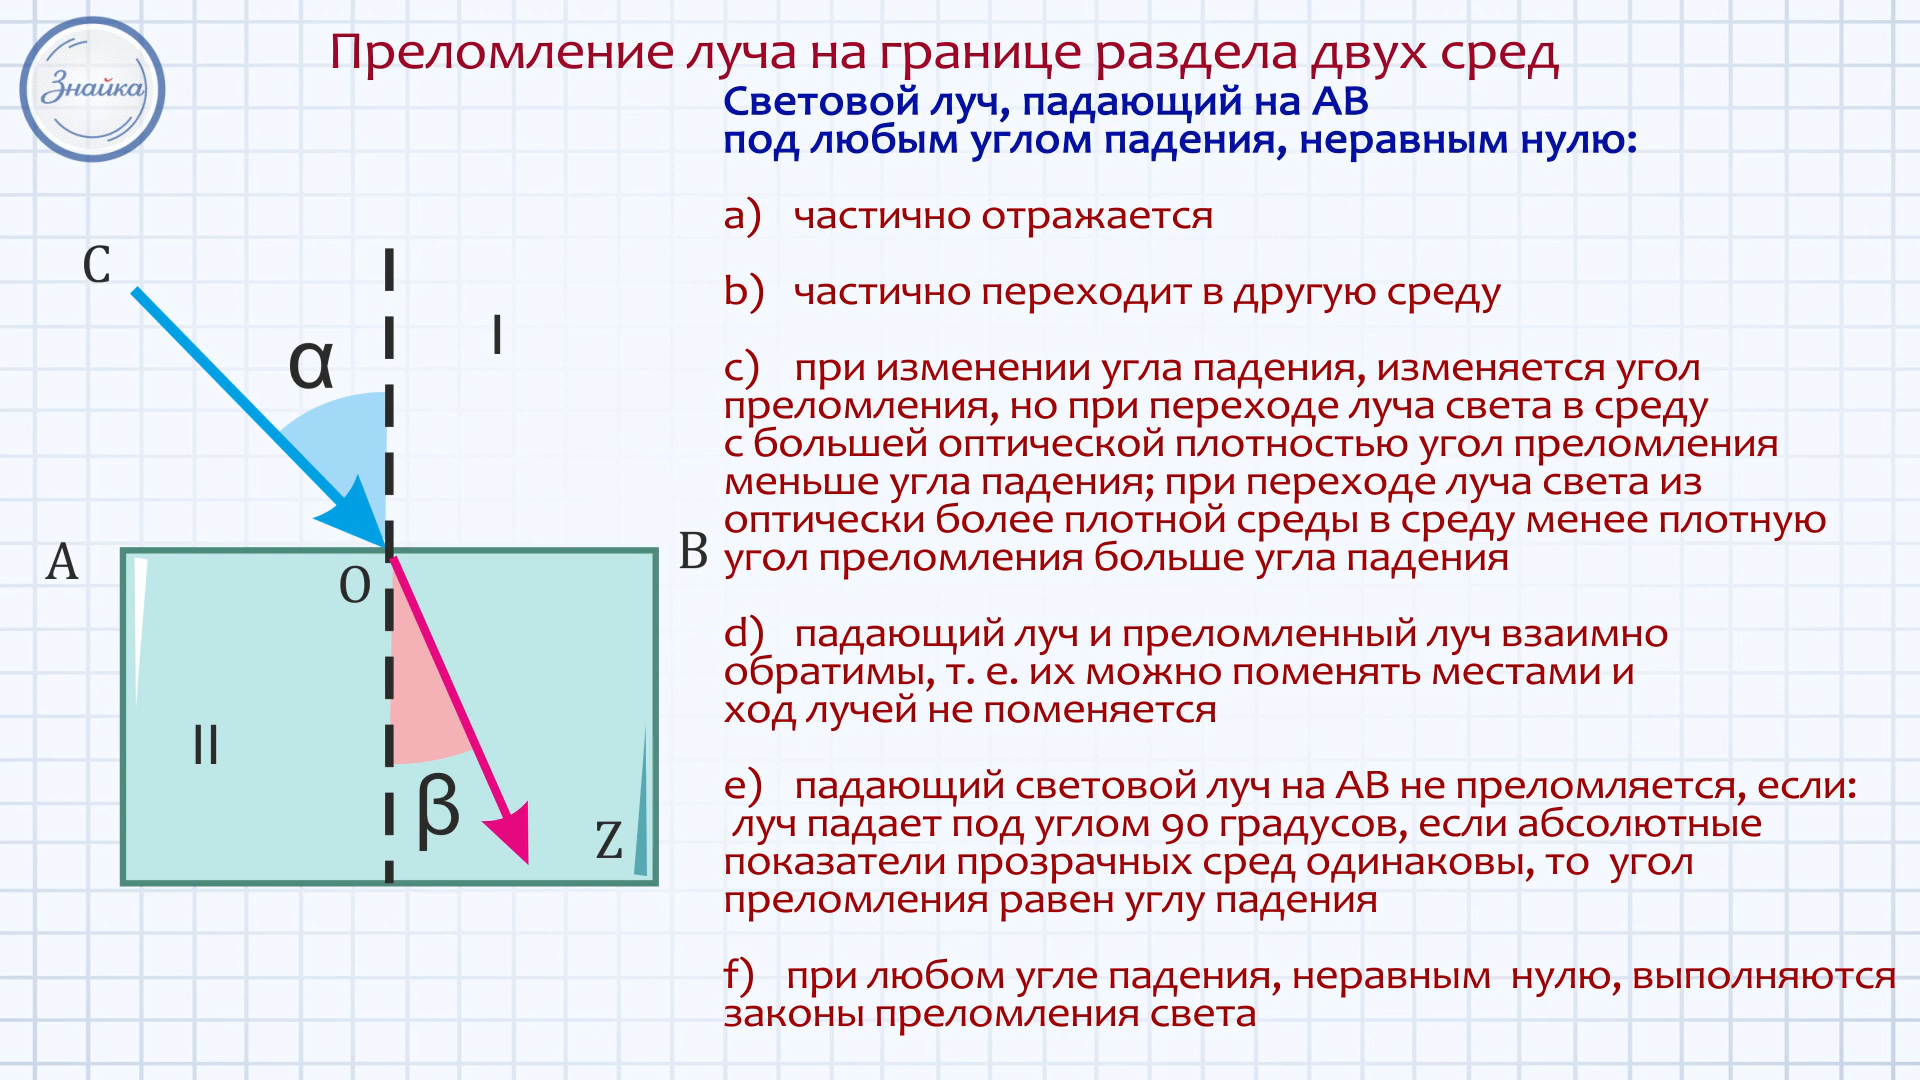 Знайка
Преломление луча на границе раздела двух сред
Световой луч, падающий на АВ
под любым углом падения, неравным нулю:
a) частично отражается
b) частично переходит в другую среду
c) при изменении угла падения, изменяется угол
преломления, но при переходе луча света в среду
с большей оптической плотностью угол преломления
меньше угла падения; при переходе луча света из
оптически более плотной среды в среду менее плотную
угол преломления больше угла падения
d) падающий луч и преломленный луч взаимно
обратимы, т. е. их можно поменять местами и
ход лучей не поменяется
e) падающий световой луч на АВ не преломляется, если:
луч падает под углом 90 градусов, если абсолютные
показатели прозрачных сред одинаковы, то угол
преломления равен углу падения
f) при любом угле падения, неравным нулю, выполняются
законы преломления света
C
α
I
A
B
O
II
β
Z